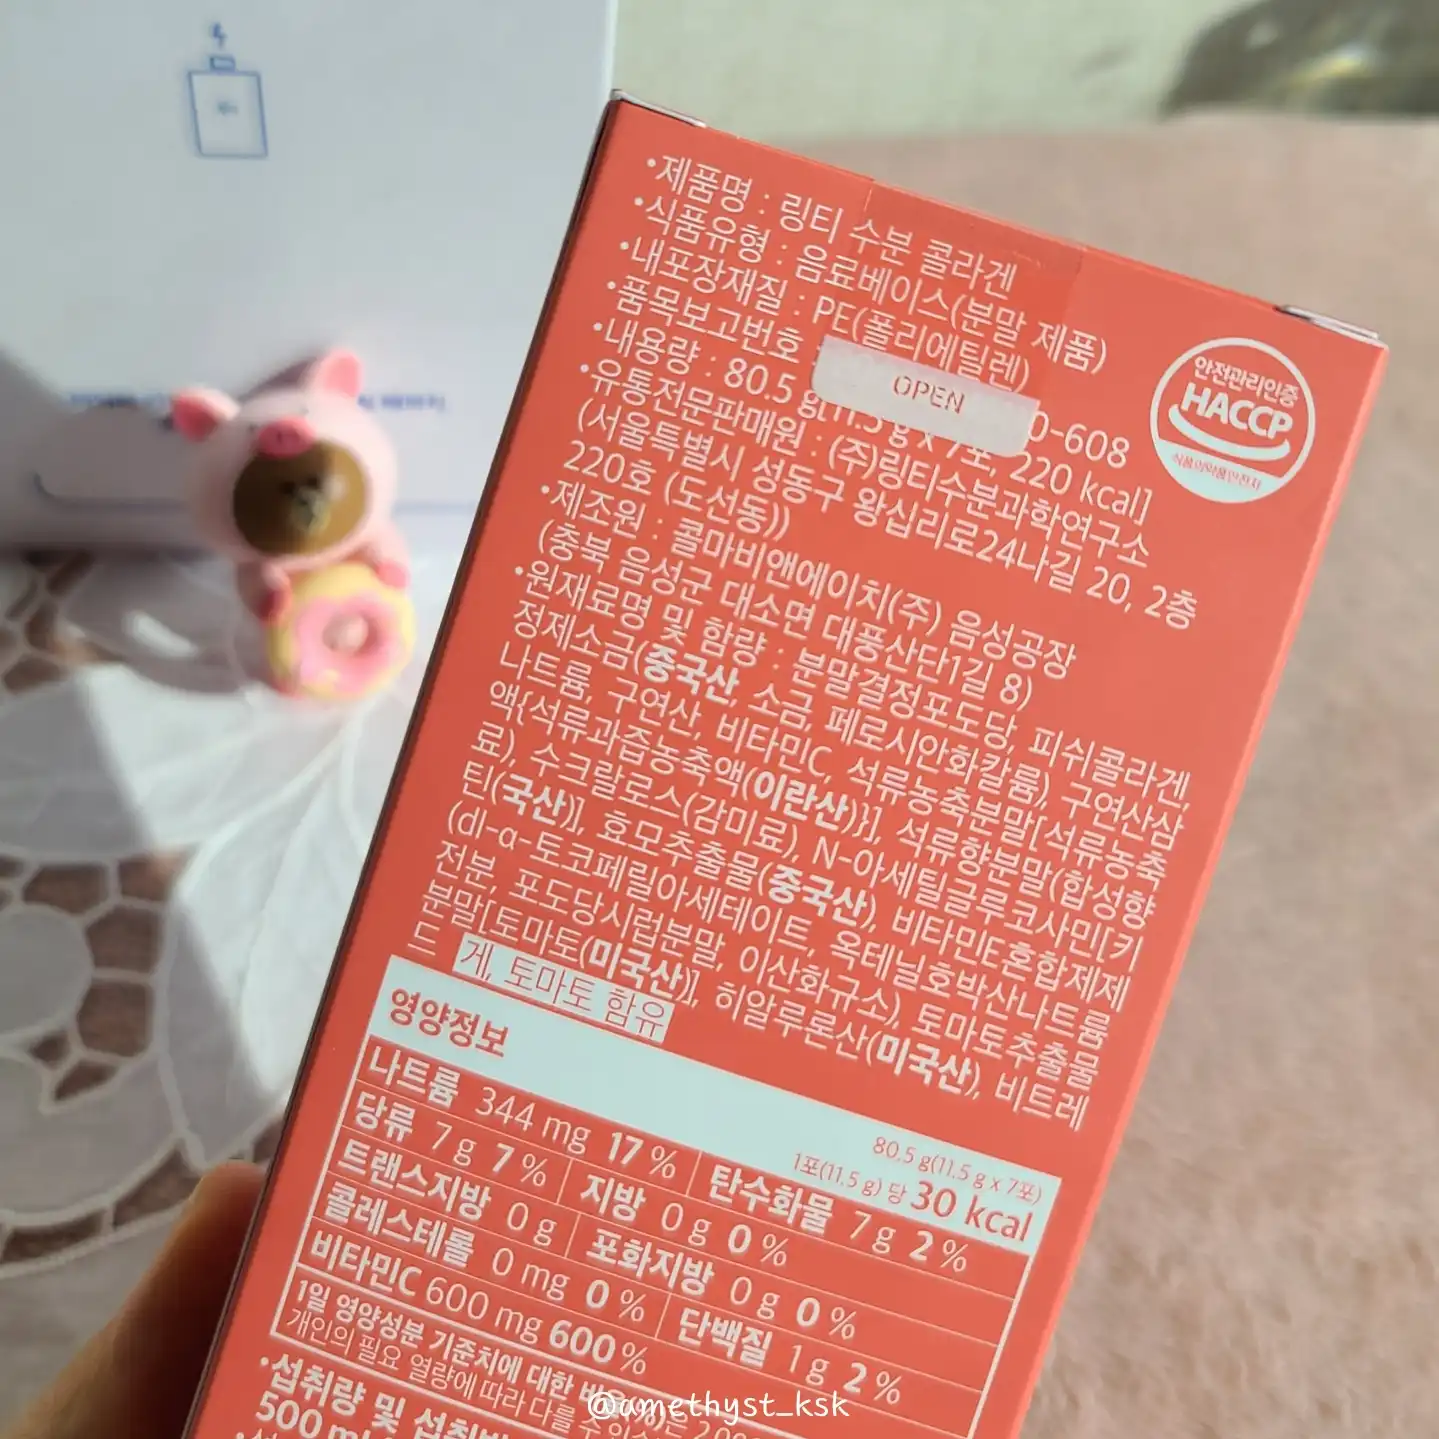 •제품명 : 링티 수분 콜라겐
•식품유형 : 음료베이스(분말 제품)
•내포장재질 : PE(폴리에틸렌)
•품목보고번호 0-608
•내용량 : 80.5 g[11.5 g x 7포, 220 kcal]
•유통전문판매원 : (주)링티수분과학연구소
(서울특별시 성동구 왕십리로24나길 20, 2층
220호 (도선동))
•제조원 : 콜마비앤에이치(주) 음성공장
(충북 음성군 대소면 대풍산단1길 8)
•원재료명 및 함량 : 분말결정포도당, 피쉬콜라겐,
정제소금(중국산, 소금, 페로시안화칼륨), 구연산삼
나트륨, 구연산, 비타민C, 석류농축분말[석류농축
액{석류과즙농축액(이란산)}], 석류향분말(합성향
료), 수크랄로스(감미료), N-아세틸글루코사민[키
틴(국산)], 효모추출물(중국산), 비타민E혼합제제
(dl-α-토코페릴아세테이트, 옥테닐호박산나트륨
전분, 포도당시럽분말, 이산화규소), 토마토추출물
분말[토마토(미국산)], 히알루론산(미국산), 비트레
드 게, 토마토 함유
OPEN
안전관리인증
HACCP
식품의약품안전처
영양정보
80.5 g(11.5 g x 7포)
1포(11.5 g) 당 30 kcal
나트륨 344 mg 17 % 탄수화물 7 g 2 %
당류 7 g 7 % 지방 0 g 0 %
트랜스지방 0 g 포화지방 0 g 0 %
콜레스테롤 0 mg 0 % 단백질 1 g 2 %
비타민C 600 mg 600 %
1일 영양성분 기준치에 대한 비율(%)은
개인의 필요 열량에 따라 다를 수
•섭취량 및 섭취방
500 ml
@amethyst_ksk